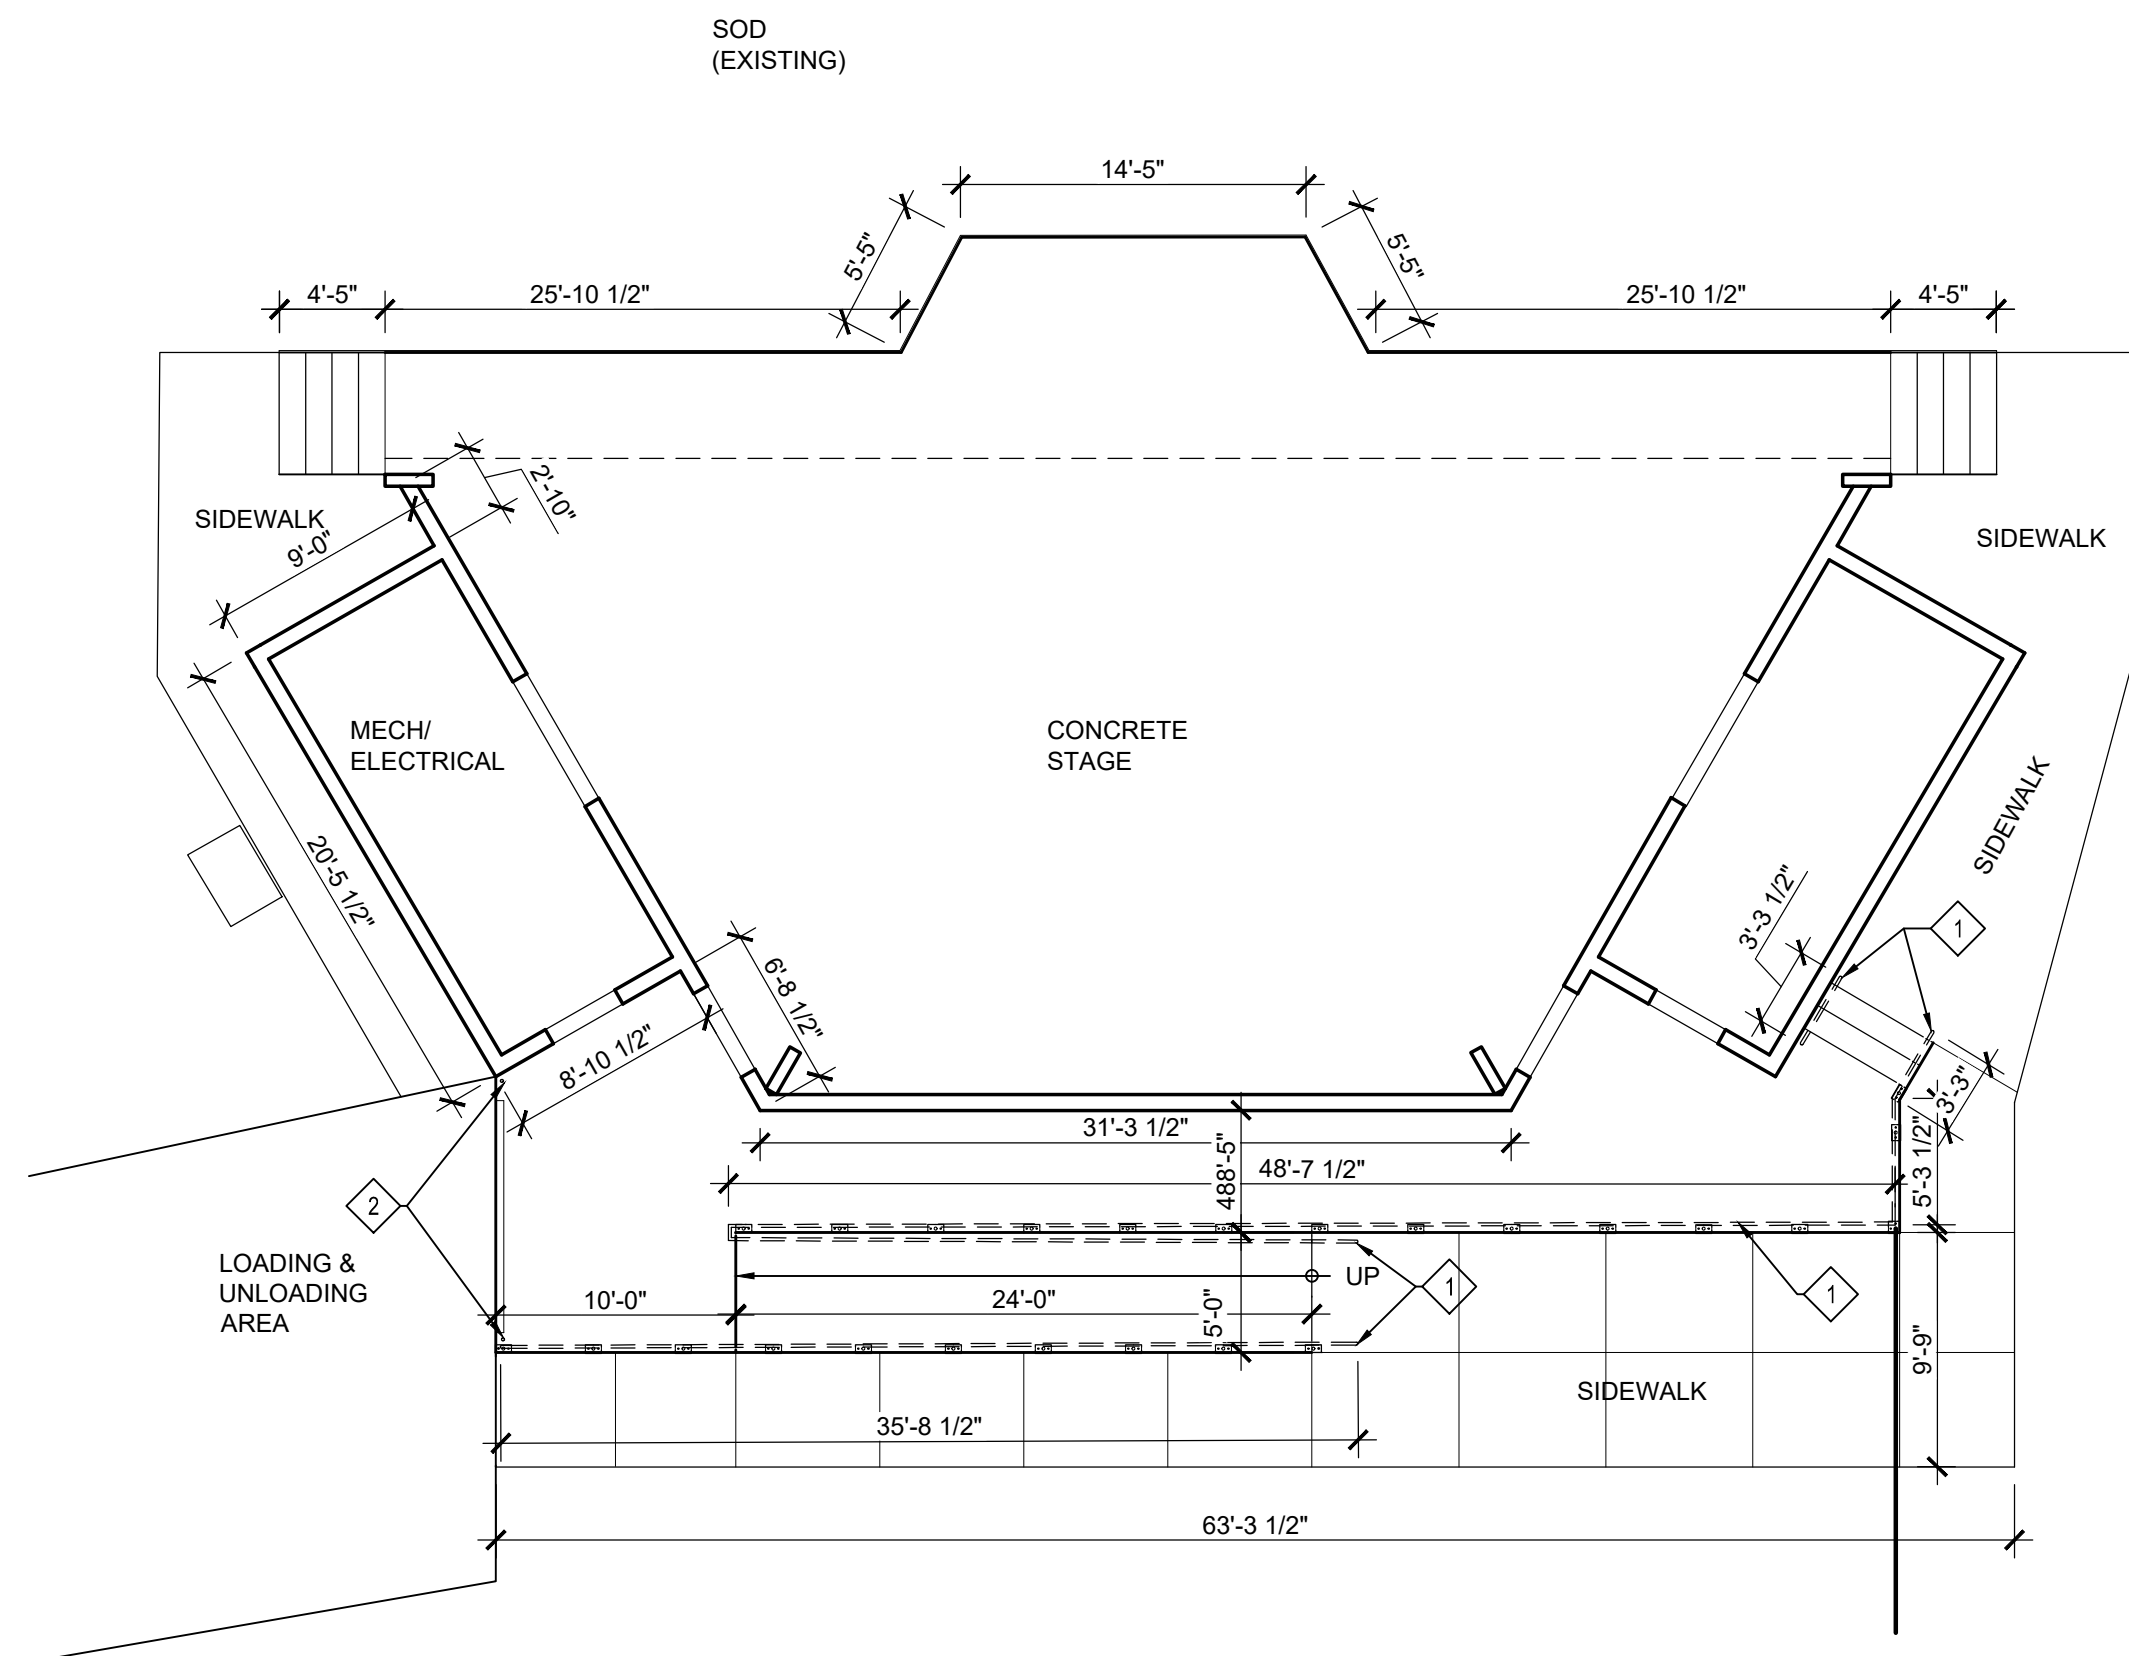 SOD
(EXISTING)
14'-5"
5'-5"
5'-5"
4'-5"
25'-10 1/2"
25'-10 1/2"
4'-5"
2'-10"
SIDEWALK
9'-0"
SIDEWALK
MECH/
ELECTRICAL
CONCRETE
STAGE
SIDEWALK
20'-5 1/2"
3'-3 1/2"
1
6'-8 1/2"
8'-10 1/2"
3'-3"
31'-3 1/2"
488'-5"
48'-7 1/2"
5'-3 1/2"
2
LOADING &
UNLOADING
AREA
UP
1
1
10'-0"
24'-0"
5'-0"
9'-9"
SIDEWALK
35'-8 1/2"
63'-3 1/2"